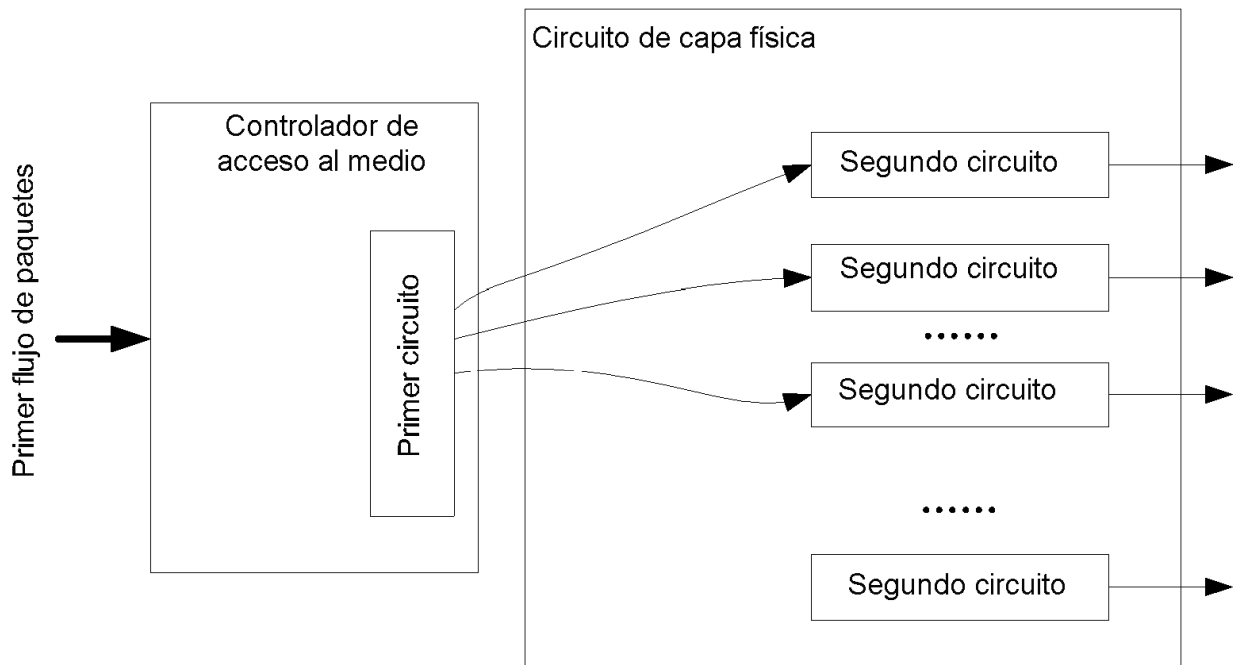 Circuito de capa física
Controlador de
acceso al medio
Primer flujo de paquetes
Primer circuito
Segundo circuito
Segundo circuito
......
Segundo circuito
......
Segundo circuito